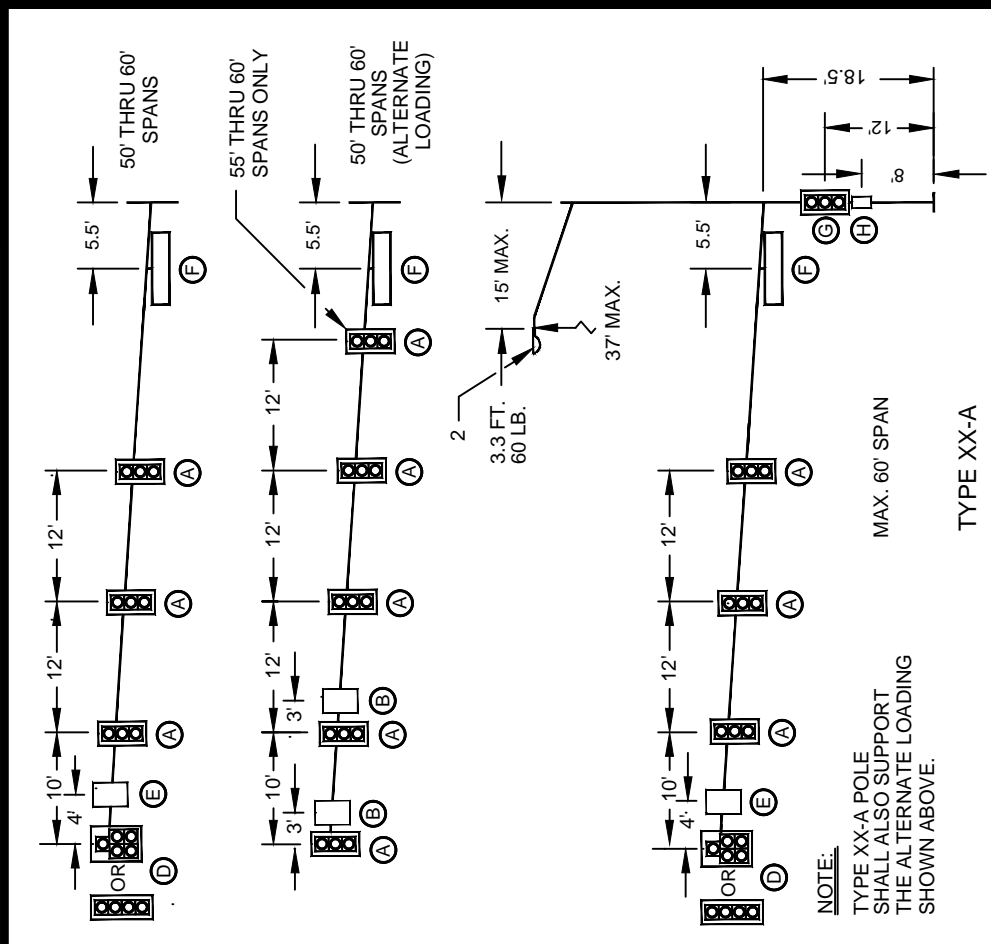 50' THRU 60'
SPANS
5.5'
12'
12'
10'
4'
OR
D
E
A
A
A
F
55' THRU 60'
SPANS ONLY
50' THRU 60'
SPANS
(ALTERNATE
LOADING)
5.5'
12'
12'
12'
10'
3'
3'
A
B
A
B
A
A
A
F
2
3.3 FT.
60 LB.
15' MAX.
37' MAX.
5.5'
18.5'
12'
8'
G
H
12'
12'
10'
4'
OR
D
E
A
A
A
F
MAX. 60' SPAN
NOTE:
TYPE XX-A POLE
SHALL ALSO SUPPORT
THE ALTERNATE LOADING
SHOWN ABOVE.
TYPE XX-A